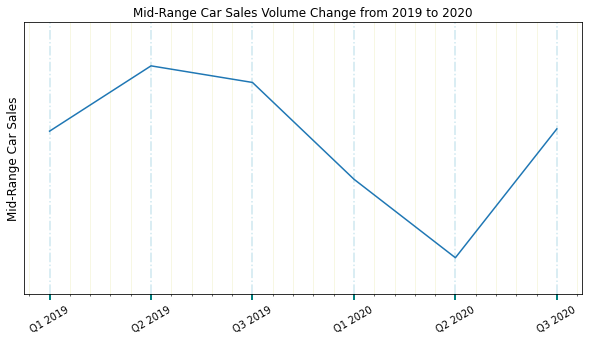 Mid-Range Car Sales Volume Change from 2019 to 2020
Mid-Range Car Sales
Q1 2019
Q2 2019
Q3 2019
Q1 2020
Q2 2020
Q3 2020